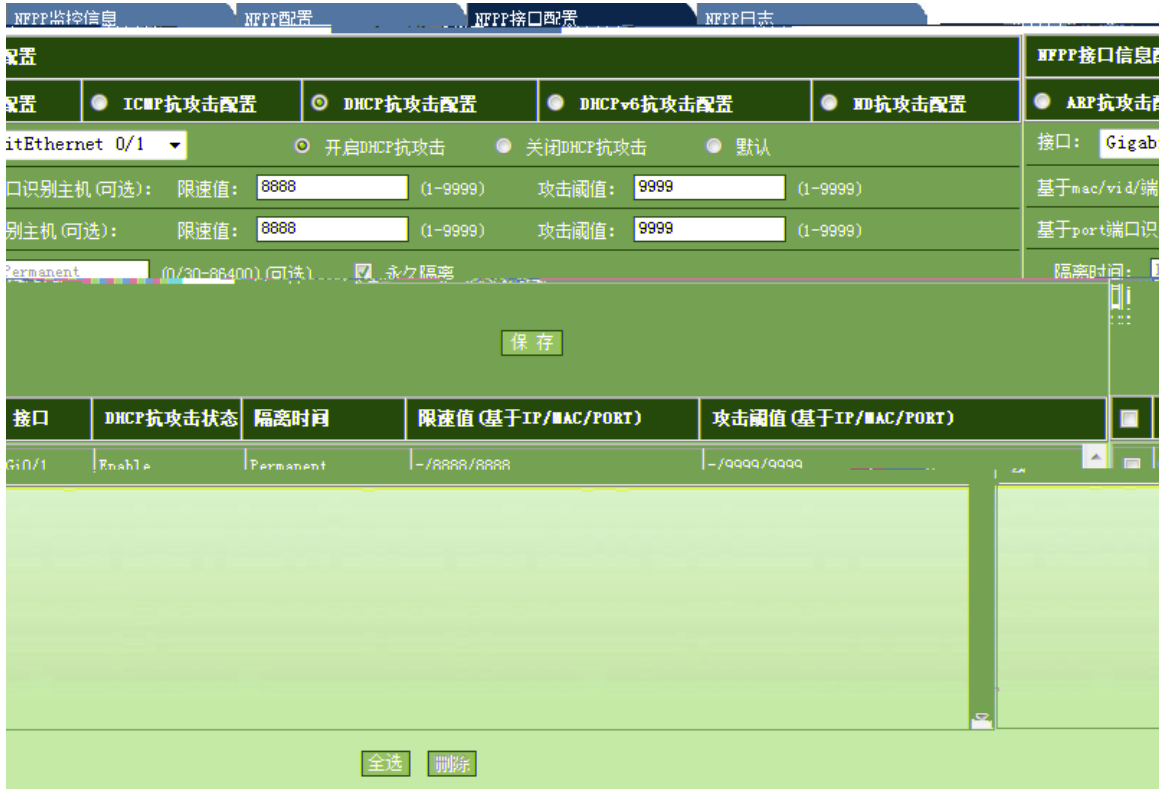 NFPP监控信息 NFPP配置 NFPP接口配置 NFPP日志
配置 NFPP接口信息配
配置 ICMP抗攻击配置 DHCP抗攻击配置 DHCPv6抗攻击配置 ND抗攻击配置 ARP抗攻击配
itEthernet 0/1 开启DHCP抗攻击 关闭DHCP抗攻击 默认 接口: Gigab
口识别主机(可选): 限速值: 8888 (1-9999) 攻击阈值: 9999 (1-9999) 基于mac/vid/端
别主机(可选): 限速值: 8888 (1-9999) 攻击阈值: 9999 (1-9999) 基于port端口识
Permanent (0/30-86400)(可选) 永久隔离 隔离时间:
保 存
接口 DHCP抗攻击状态 隔离时间 限速值(基于IP/MAC/PORT) 攻击阈值(基于IP/MAC/PORT)
Gi0/1 Enable Permanent -/8888/8888 -/9999/9999
全选 删除